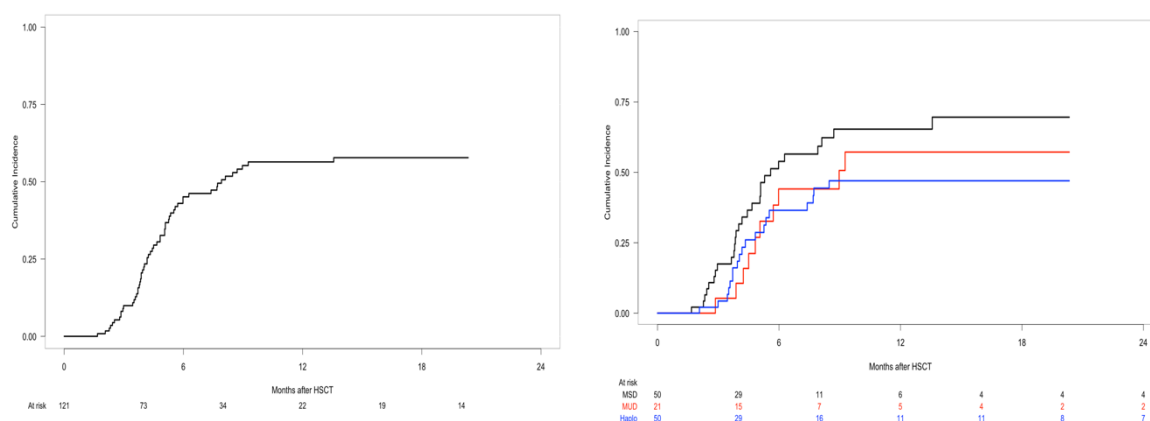 1.00
0.75
0.50
0.25
0.00
Cumulative Incidence
0 6 12 18 24
Months after HSCT
At risk 121 73 34 22 19 14
1.00
0.75
0.50
0.25
0.00
Cumulative Incidence
0 6 12 18 24
Months after HSCT
At risk
MSD 50 29 11 6 4 4 4
MUD 21 15 7 5 4 2 2
Haplo 50 29 16 11 11 8 7